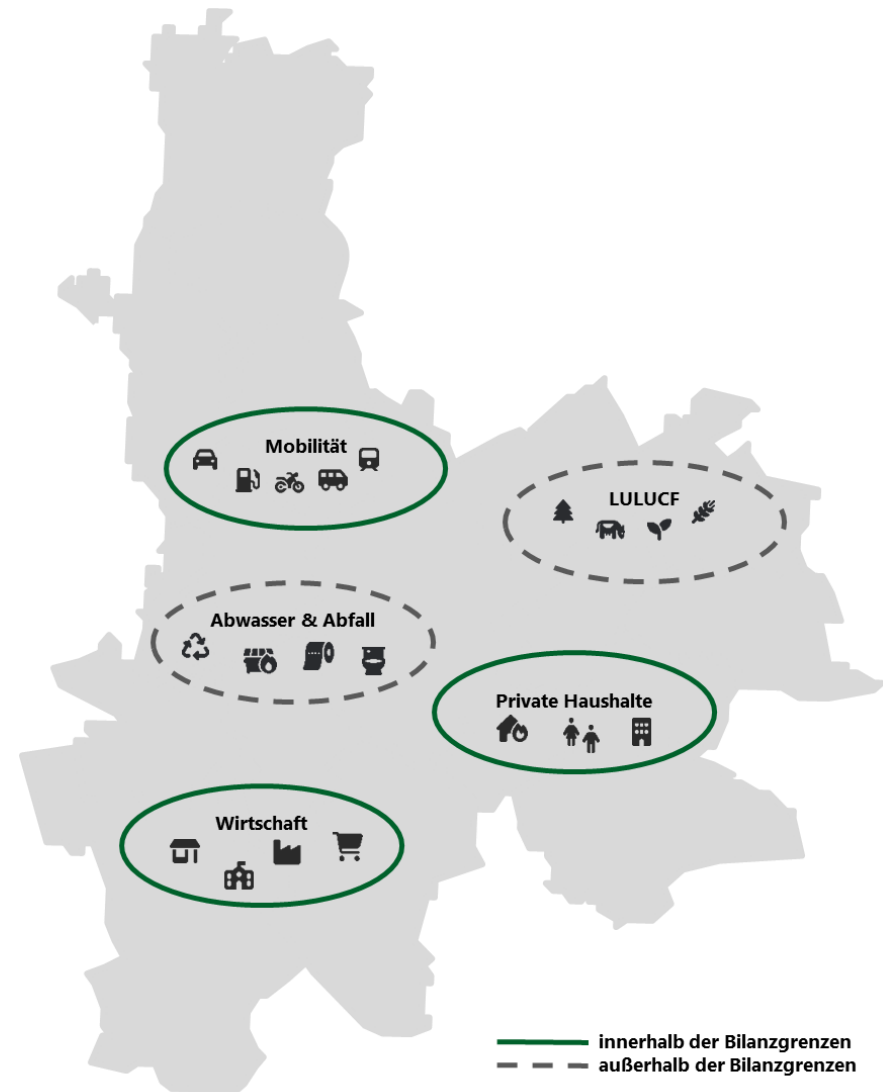 Mobilität
LULUCF
Abwasser & Abfall
Private Haushalte
Wirtschaft
innerhalb der Bilanzgrenzen
außerhalb der Bilanzgrenzen